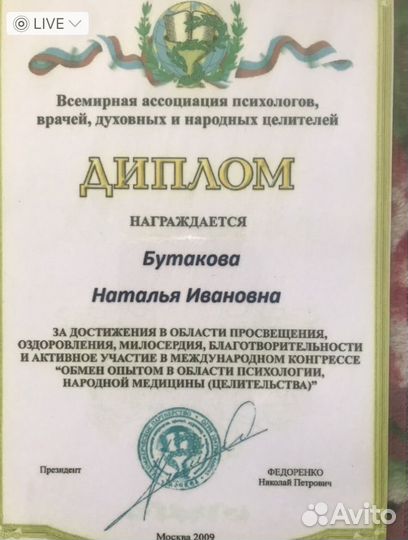 LIVE
Всемирная ассоциация психологов,
врачей, духовных и народных целителей
ДИПЛОМ
НАГРАЖДАЕТСЯ
Бутакова
Наталья Ивановна
ЗА ДОСТИЖЕНИЯ В ОБЛАСТИ ПРОСВЕЩЕНИЯ,
ОЗДОРОВЛЕНИЯ, МИЛОСЕРДИЯ, БЛАГОТВОРИТЕЛЬНОСТИ
И АКТИВНОЕ УЧАСТИЕ В МЕЖДУНАРОДНОМ КОНГРЕССЕ
"ОБМЕН ОПЫТОМ В ОБЛАСТИ ПСИХОЛОГИИ,
НАРОДНОЙ МЕДИЦИНЫ (ЦЕЛИТЕЛЬСТВА)"
Президент
ФЕДОРЕНКО
Николай Петрович
Москва 2009
Avito